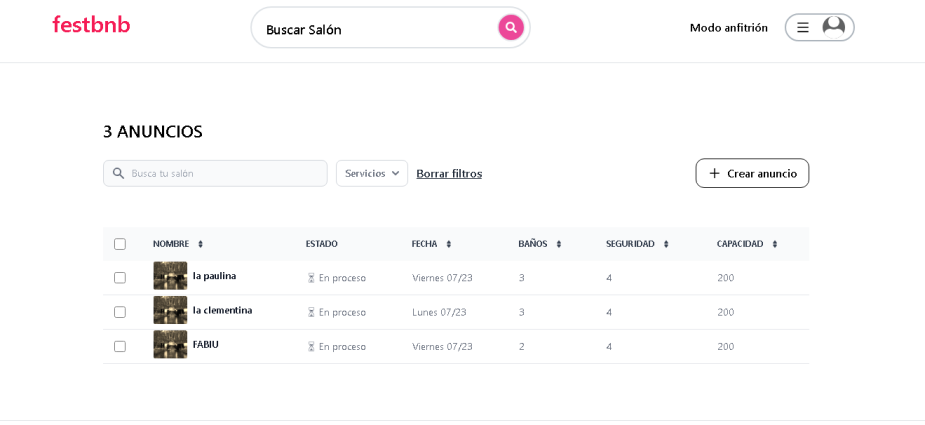 festbnb
Buscar Salón
Modo anfitrión
3 ANUNCIOS
Busca tu salón
Servicios
Borrar filtros
Crear anuncio
NOMBRE ESTADO FECHA BAÑOS SEGURIDAD CAPACIDAD
la paulina En proceso Viernes 07/23 3 4 200
la clementina En proceso Lunes 07/23 3 4 200
FABIU En proceso Viernes 07/23 2 4 200